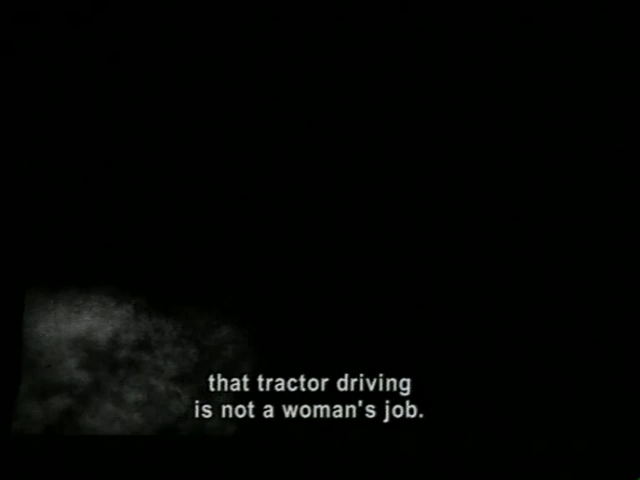 that tractor driving
is not a woman's job.